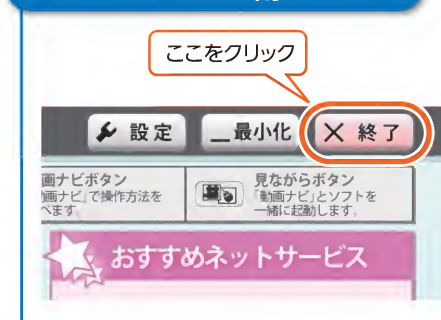 ここをクリック
設定
_最小化
× 終了
画ナビボタン
動画ナビ」で操作方法を
べます。
見ながらボタン
「動画ナビ」とソフトを
一緒に起動します。
おすすめネットサービス